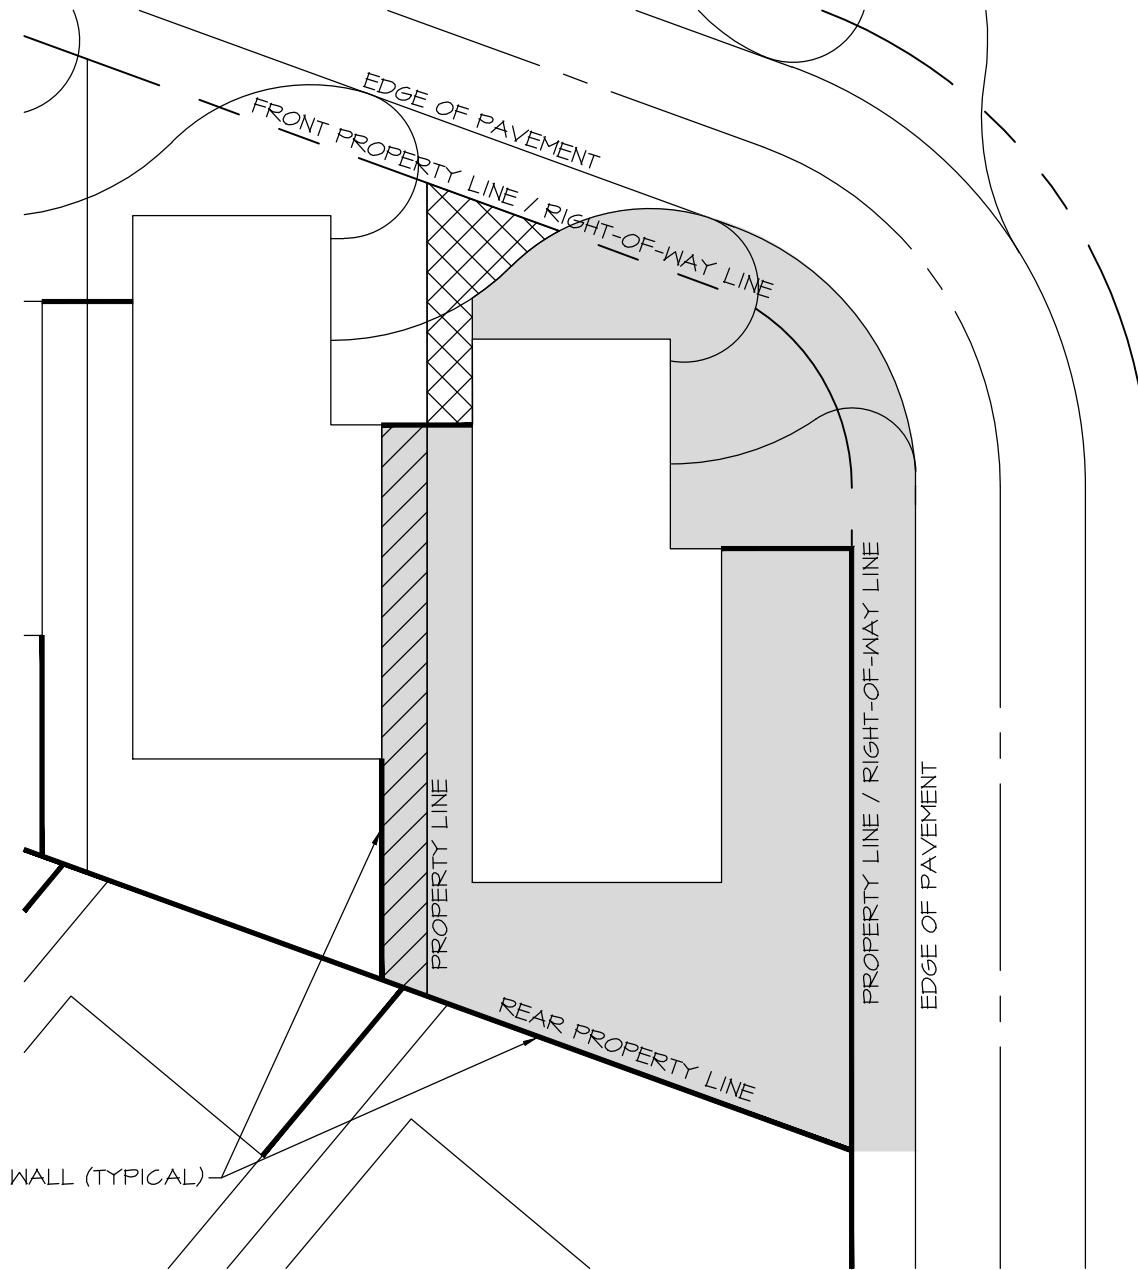 EDGE OF PAVEMENT
FRONT PROPERTY LINE / RIGHT-OF-WAY LINE
PROPERTY LINE / RIGHT-OF-WAY LINE
EDGE OF PAVEMENT
PROPERTY LINE
REAR PROPERTY LINE
WALL (TYPICAL)